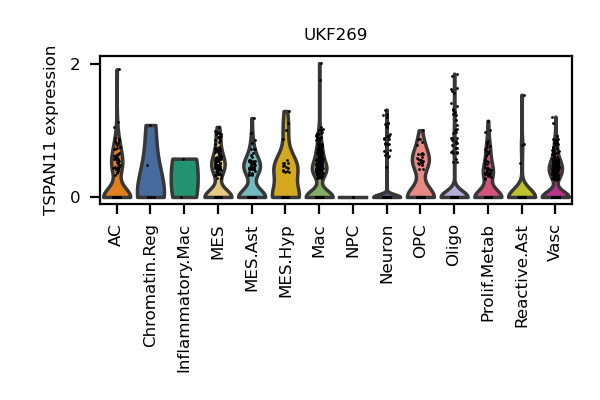 UKF269
TSPAN11 expression
2
0
AC
Chromatin.Reg
Inflammatory.Mac
MES
MES.Ast
MES.Hyp
Mac
NPC
Neuron
OPC
Oligo
Prolif.Metab
Reactive.Ast
Vasc